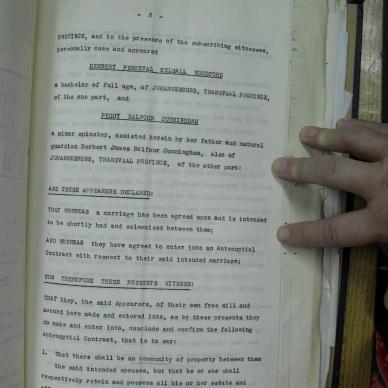 - 2 -
PROVINCE, and in the presence of the subscribing witnesses,
personally came and appeared
HERBERT PERCEVAL KELSALL WOODFORD
a bachelor of full age, of JOHANNESBURG, TRANSVAAL PROVINCE,
of the one part, and
PEGGY BALFOUR CUNNINGHAM
a minor spinster, assisted herein by her father and natural
guardian Herbert James Balfour Cunningham, also of
JOHANNESBURG, TRANSVAAL PROVINCE, of the other part:
AND THESE APPEARERS DECLARED:
THAT WHEREAS a marriage has been agreed upon and is intended
to be shortly had and solemnized between them;
AND WHEREAS they have agreed to enter into an Antenuptial
Contract with respect to their said intended marriage;
NOW THEREFORE THESE PRESENTS WITNESS:
THAT they, the said Appearers, of their own free will and
accord have made and entered into, as by these presents they
do make and enter into, conclude and confirm the following
Antenuptial Contract, that is to say:
1. That there shall be no community of property between them
the said intended spouses, but that he or she shall
respectively retain and possess all his or her estate and